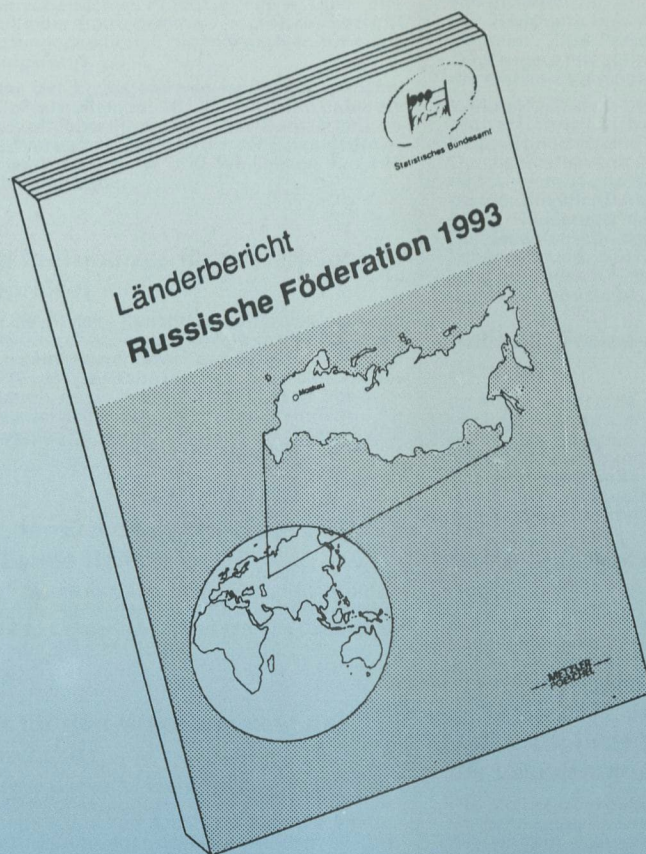 Statistisches Bundesamt
Länderbericht
Russische Föderation 1993
Moskau
METZLER
POESCHEL